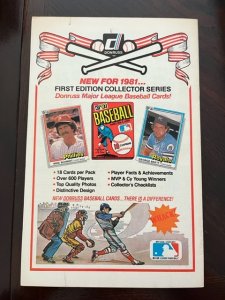 DONRUSS
NEW FOR 1981...
FIRST EDITION COLLECTOR SERIES
Donruss Major League Baseball Cards!
BASEBALL
• 18 Cards per Pack
• Over 600 Players
• Top Quality Photos
• Distinctive Design
• Player Facts & Achievements
• MVP & Cy Young Winners
• Collector's Checklists
NEW DONRUSS BASEBALL CARDS... THERE IS A DIFFERENCE!